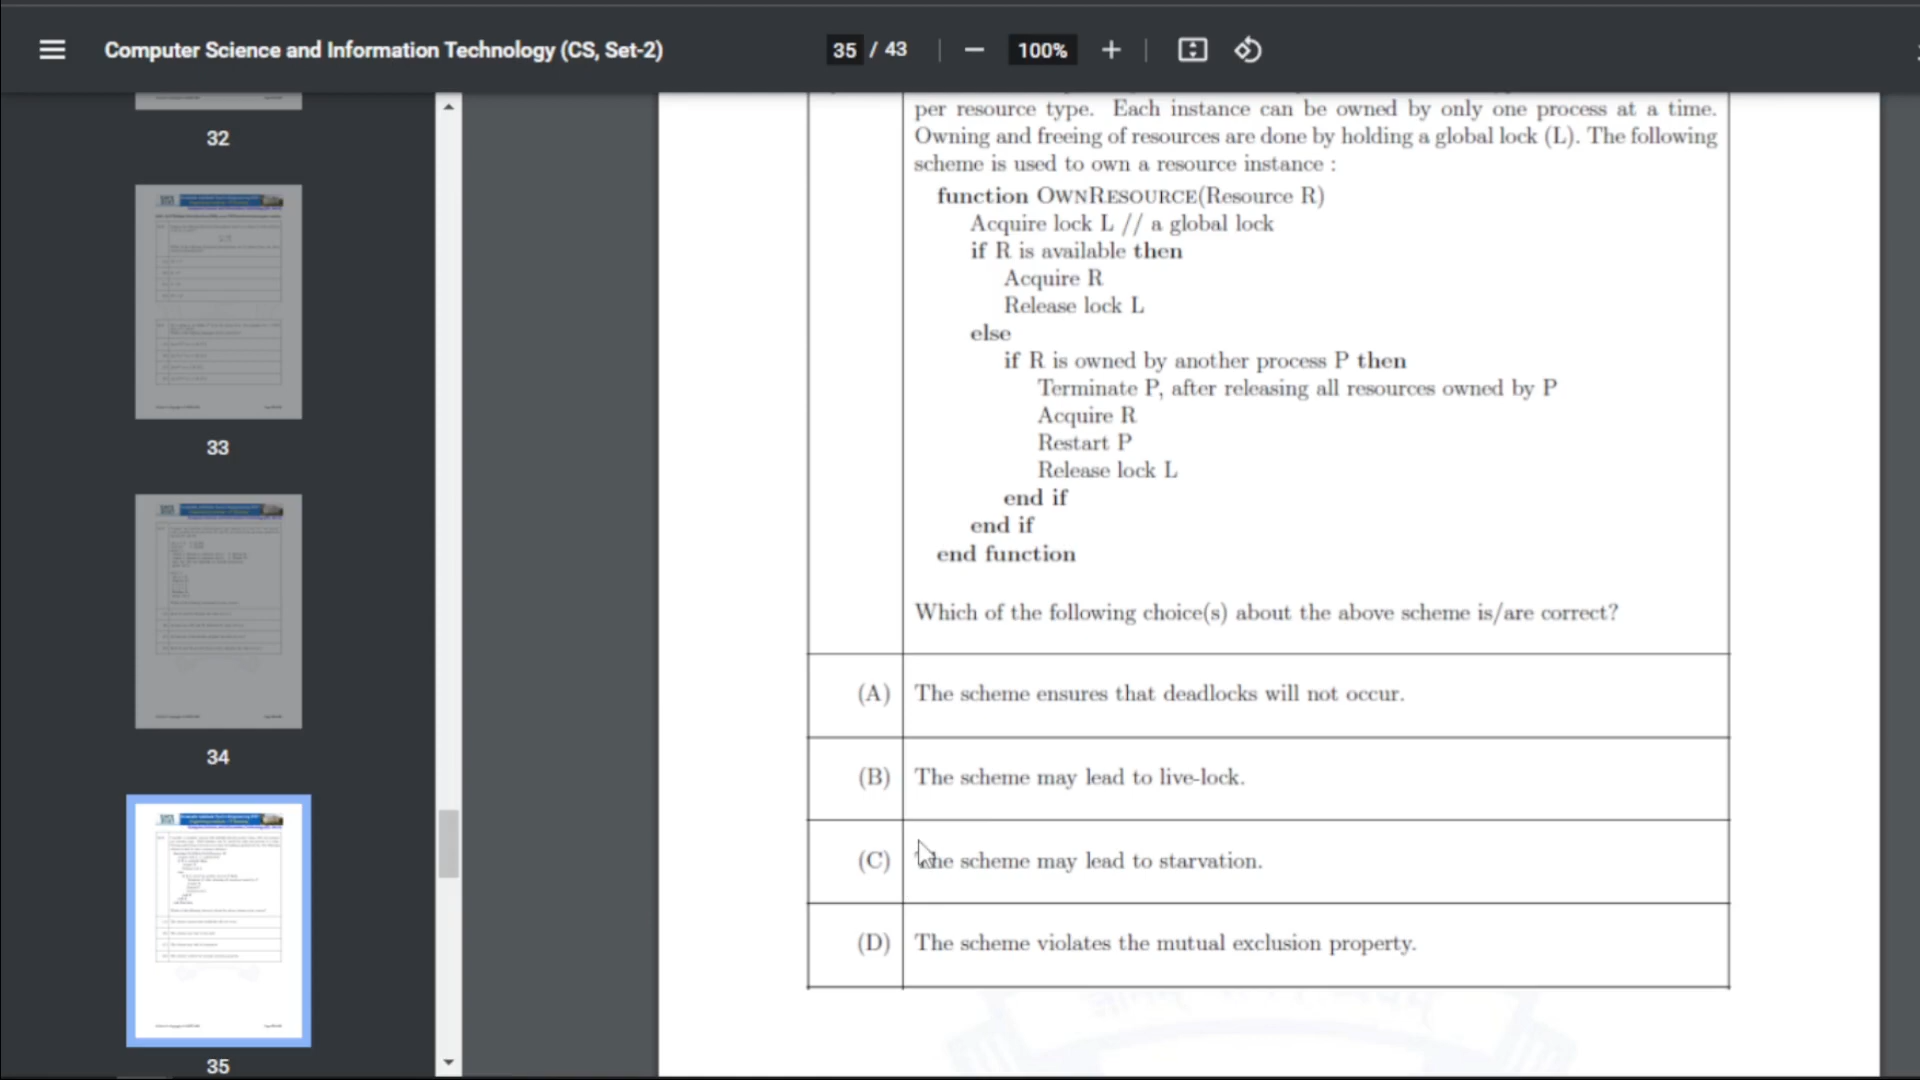 Computer Science and Information Technology (CS, Set-2)
35 / 43
100%
32
33
34
35
per resource type. Each instance can be owned by only one process at a time.
Owning and freeing of resources are done by holding a global lock (L). The following
scheme is used to own a resource instance :
function OWNRESOURCE(Resource R)
Acquire lock L // a global lock
if R is available then
Acquire R
Release lock L
else
if R is owned by another process P then
Terminate P, after releasing all resources owned by P
Acquire R
Restart P
Release lock L
end if
end if
end function
Which of the following choice(s) about the above scheme is/are correct?
(A) The scheme ensures that deadlocks will not occur.
(B) The scheme may lead to live-lock.
(C) The scheme may lead to starvation.
(D) The scheme violates the mutual exclusion property.